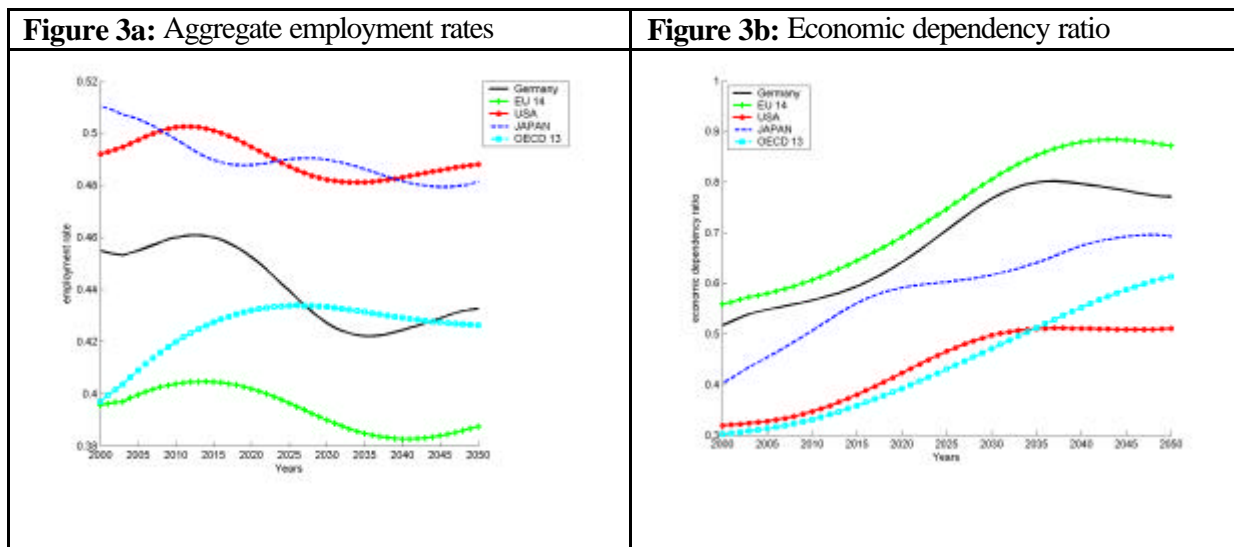 Figure 3a: Aggregate employment rates
Figure 3b: Economic dependency ratio
0.52
0.5
0.48
0.46
0.44
0.42
0.4
0.38
employment rate
2000 2005 2010 2015 2020 2025 2030 2035 2040 2045 2050
Years
Germany
EU 14
USA
JAPAN
OECD 13
1
0.9
0.8
0.7
0.6
0.5
0.4
0.3
economic dependency ratio
2000 2005 2010 2015 2020 2025 2030 2035 2040 2045 2050
Years
Germany
EU 14
USA
JAPAN
OECD 13